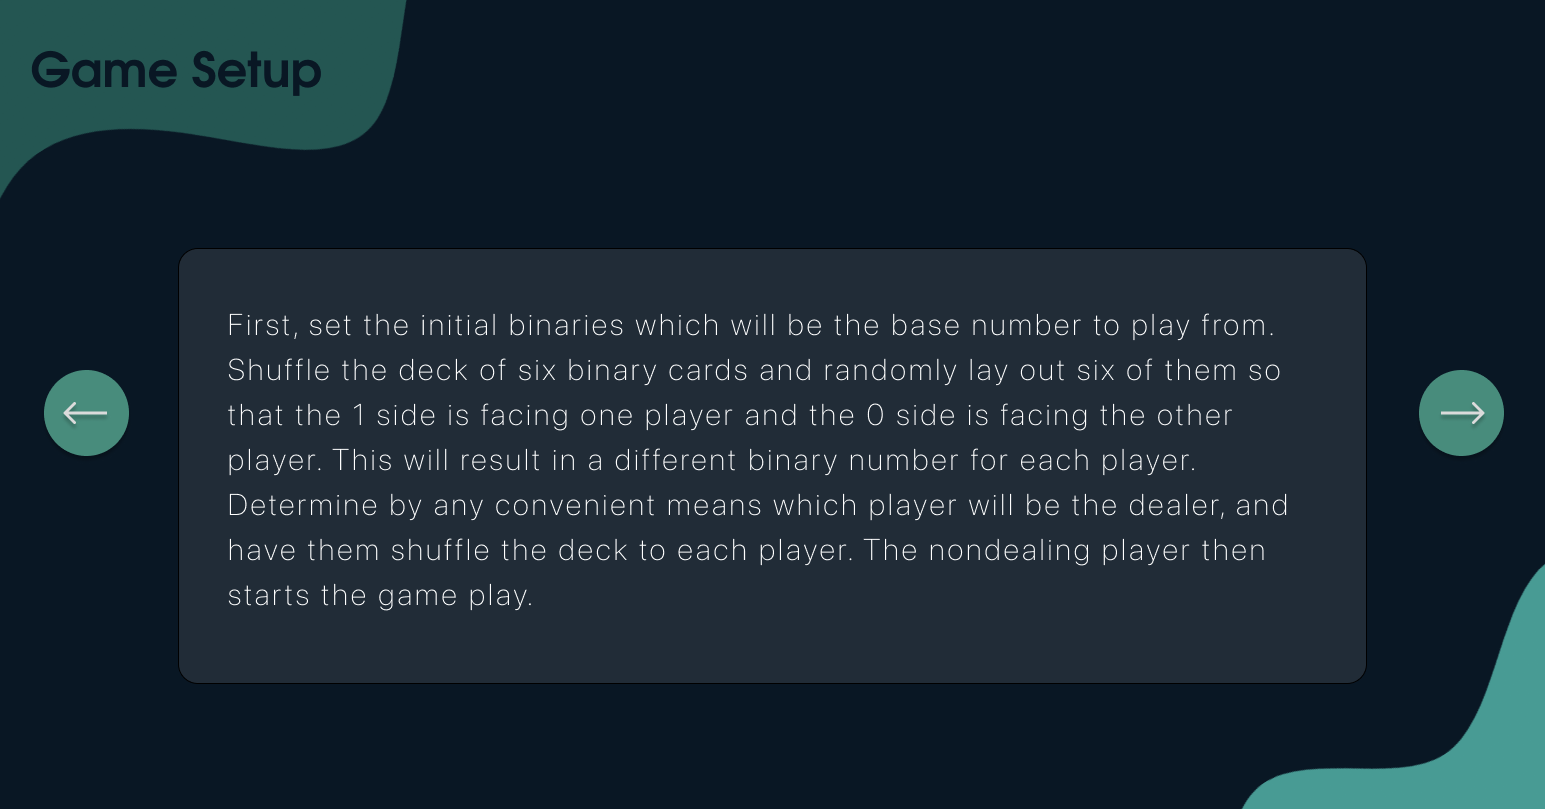 Game Setup
First, set the initial binaries which will be the base number to play from.
Shuffle the deck of six binary cards and randomly lay out six of them so
that the 1 side is facing one player and the 0 side is facing the other
player. This will result in a different binary number for each player.
Determine by any convenient means which player will be the dealer, and
have them shuffle the deck to each player. The nondealing player then
starts the game play.